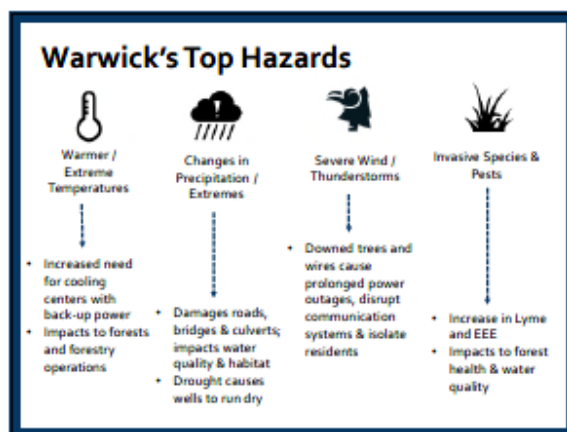 Warwick's Top Hazards
Warmer /
Extreme
Temperatures
Changes in
Precipitation /
Extremes
Severe Wind /
Thunderstorms
Invasive Species &
Pests
• Increased need
for cooling
centers with
back-up power
• Impacts to forests
and forestry
operations
• Damages roads,
bridges & culverts;
impacts water
quality & habitat
• Drought causes
wells to run dry
• Downed trees and
wires cause
prolonged power
outages, disrupt
communication
systems & isolate
residents
• Increase in Lyme
and EEE
• Impacts to forest
health & water
quality